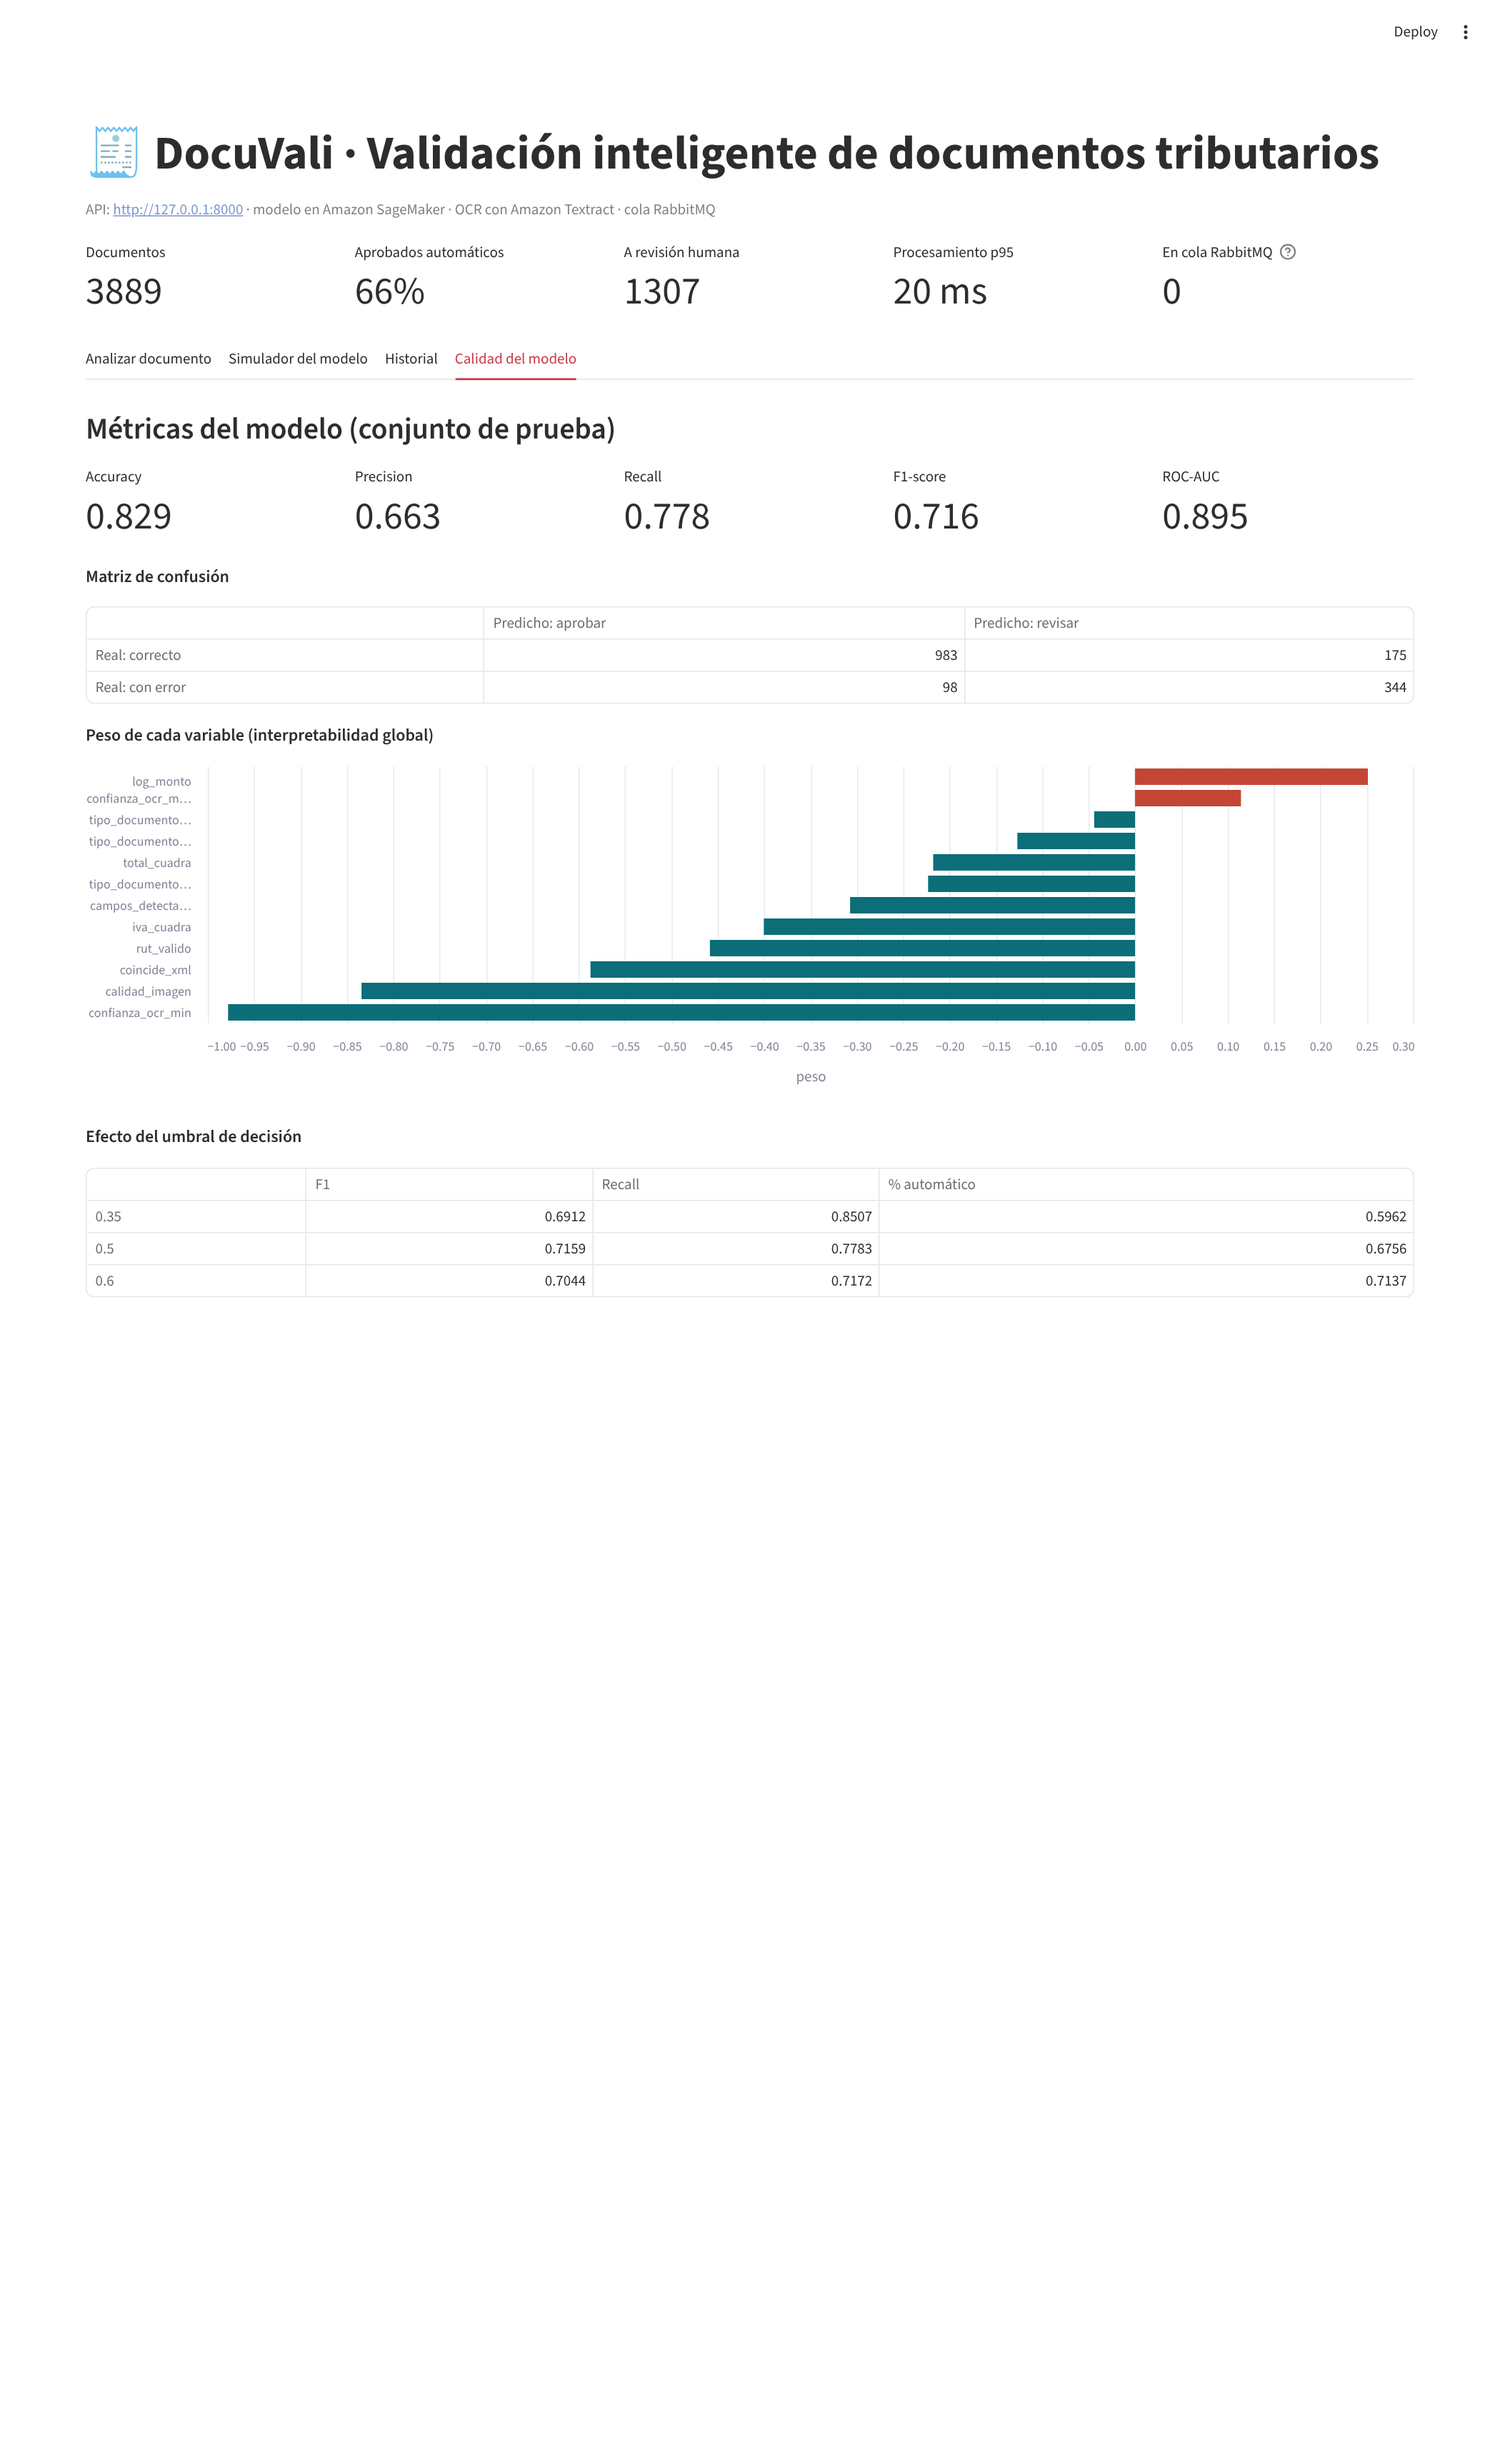 Deploy
DocuVali · Validación inteligente de documentos tributarios
API: http://127.0.0.1:8000 · modelo en Amazon SageMaker · OCR con Amazon Textract · cola RabbitMQ
Documentos Aprobados automáticos A revisión humana Procesamiento p95 En cola RabbitMQ
3889 66% 1307 20 ms 0
Analizar documento Simulador del modelo Historial Calidad del modelo
Métricas del modelo (conjunto de prueba)
Accuracy Precision Recall F1-score ROC-AUC
0.829 0.663 0.778 0.716 0.895
Matriz de confusión
Predicho: aprobar Predicho: revisar
Real: correcto 983 175
Real: con error 98 344
Peso de cada variable (interpretabilidad global)
log_monto
confianza_ocr_m…
tipo_documento…
tipo_documento…
total_cuadra
tipo_documento…
campos_detecta…
iva_cuadra
rut_valido
coincide_xml
calidad_imagen
confianza_ocr_min
−1.00 −0.95 −0.90 −0.85 −0.80 −0.75 −0.70 −0.65 −0.60 −0.55 −0.50 −0.45 −0.40 −0.35 −0.30 −0.25 −0.20 −0.15 −0.10 −0.05 0.00 0.05 0.10 0.15 0.20 0.25 0.30
peso
Efecto del umbral de decisión
F1 Recall % automático
0.35 0.6912 0.8507 0.5962
0.5 0.7159 0.7783 0.6756
0.6 0.7044 0.7172 0.7137